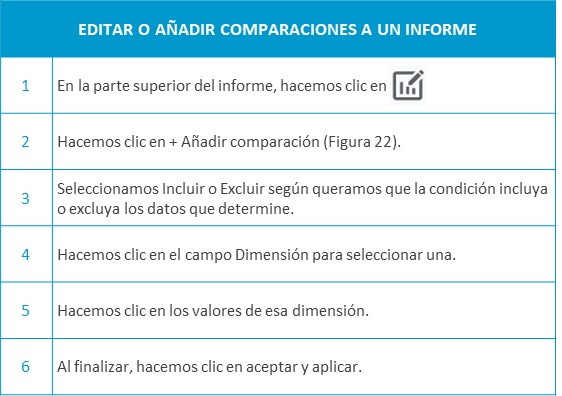 EDITAR O AÑADIR COMPARACIONES A UN INFORME
1 En la parte superior del informe, hacemos clic en
2 Hacemos clic en + Añadir comparación (Figura 22).
3 Seleccionamos Incluir o Excluir según queramos que la condición incluya
o excluya los datos que determine.
4 Hacemos clic en el campo Dimensión para seleccionar una.
5 Hacemos clic en los valores de esa dimensión.
6 Al finalizar, hacemos clic en aceptar y aplicar.